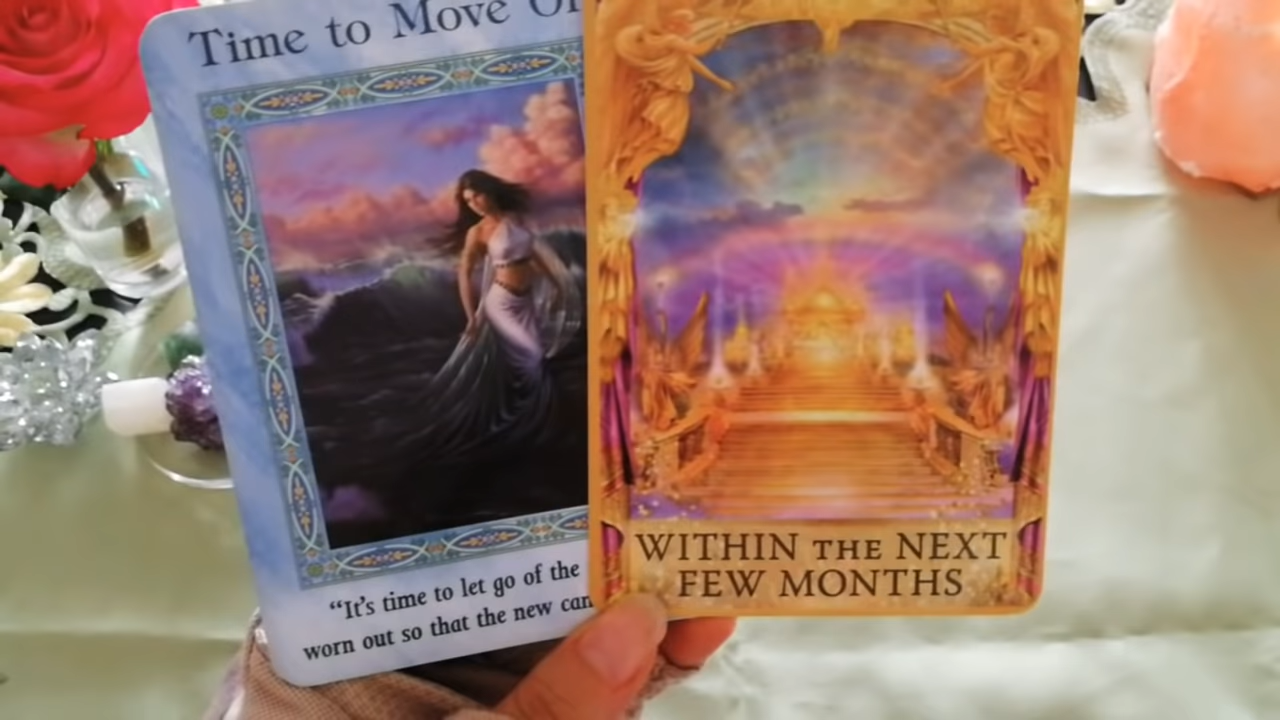 Time to Move O
"It's time to let go of the
worn out so that the new can
WITHIN THE NEXT
FEW MONTHS